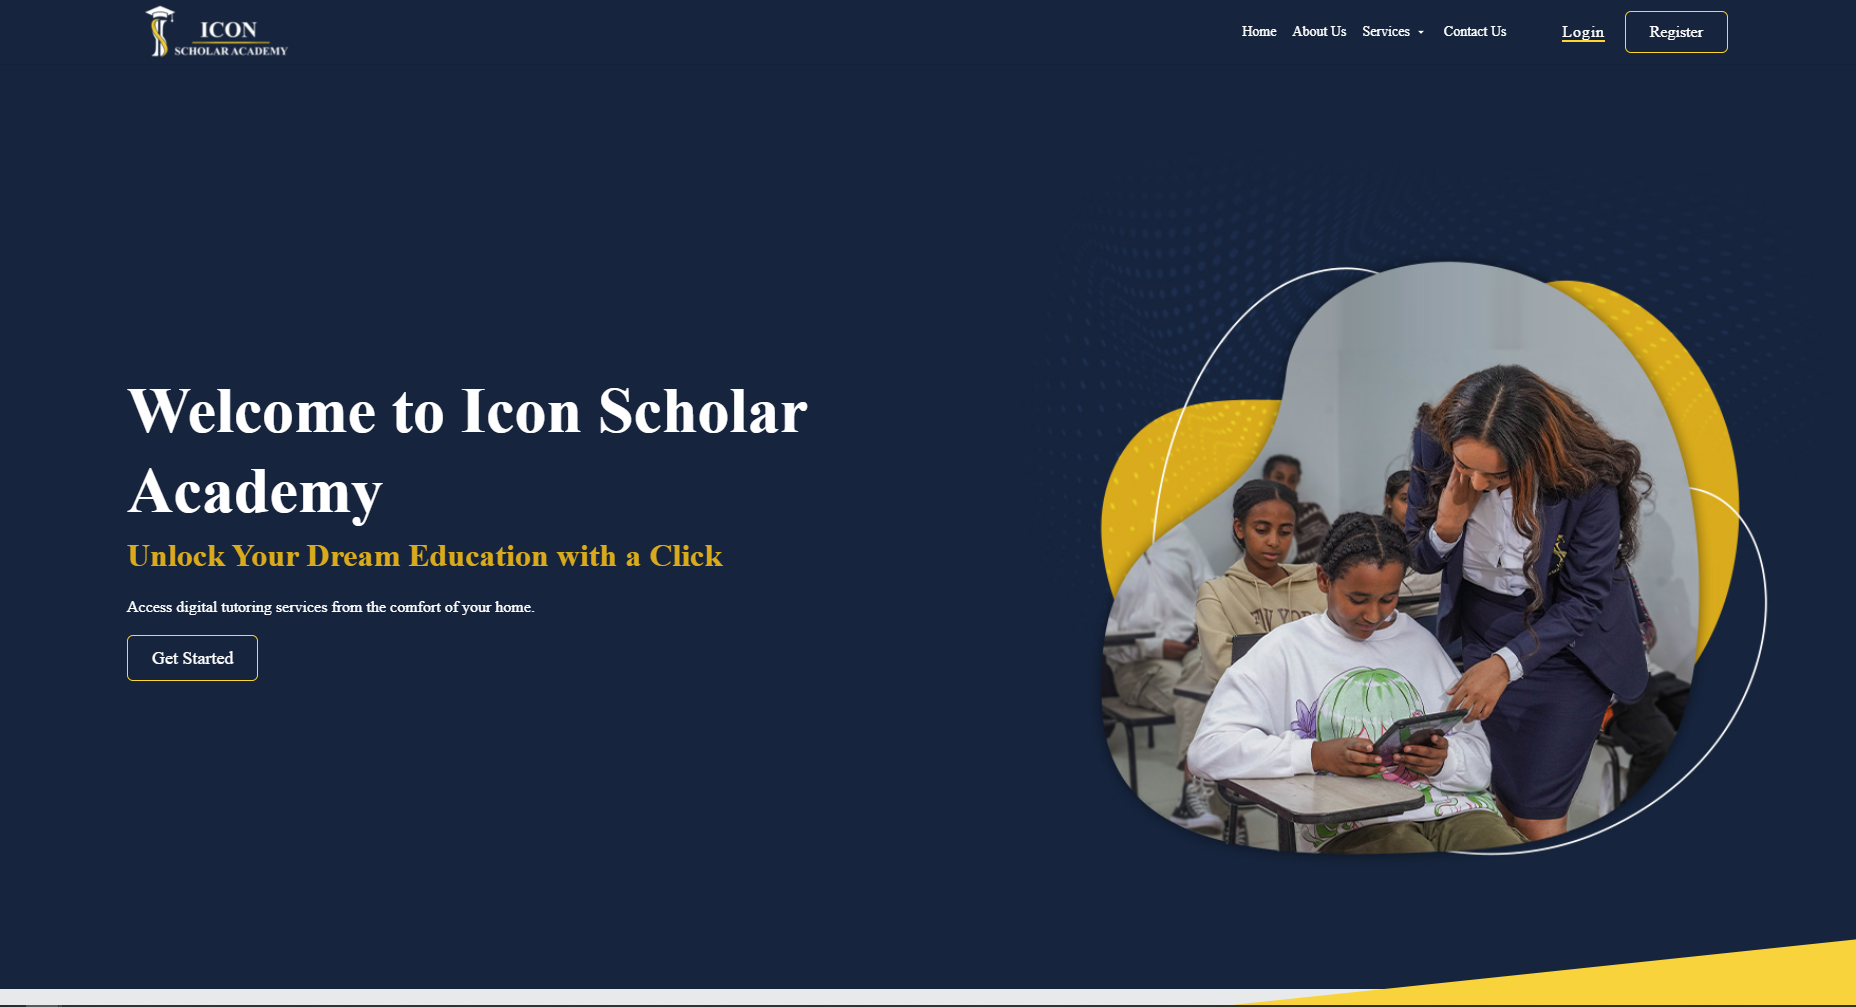 ICON
SCHOLAR ACADEMY
Home About Us Services Contact Us Login Register
Welcome to Icon Scholar
Academy
Unlock Your Dream Education with a Click
Access digital tutoring services from the comfort of your home.
Get Started